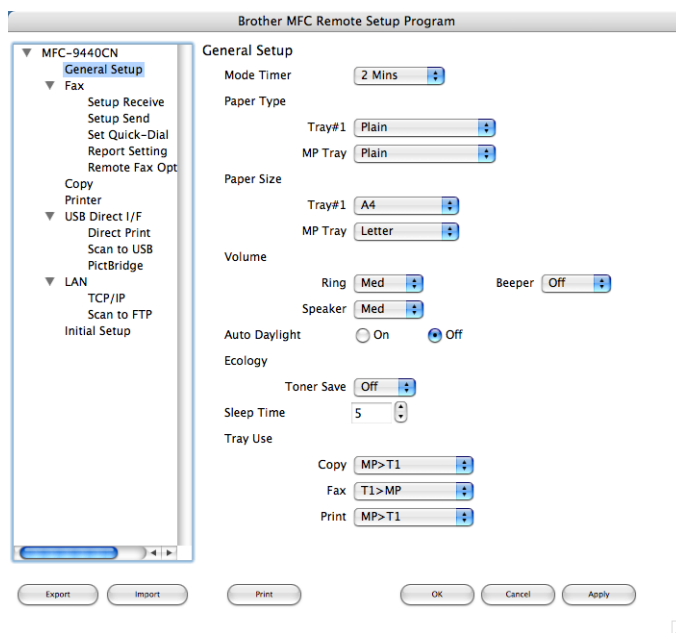 Brother MFC Remote Setup Program
MFC-9440CN
General Setup
Fax
Setup Receive
Setup Send
Set Quick-Dial
Report Setting
Remote Fax Opt
Copy
Printer
USB Direct I/F
Direct Print
Scan to USB
PictBridge
LAN
TCP/IP
Scan to FTP
Initial Setup
General Setup
Mode Timer 2 Mins
Paper Type
Tray#1 Plain
MP Tray Plain
Paper Size
Tray#1 A4
MP Tray Letter
Volume
Ring Med Beeper Off
Speaker Med
Auto Daylight On Off
Ecology
Toner Save Off
Sleep Time 5
Tray Use
Copy MP>T1
Fax T1>MP
Print MP>T1
Export Import Print OK Cancel Apply